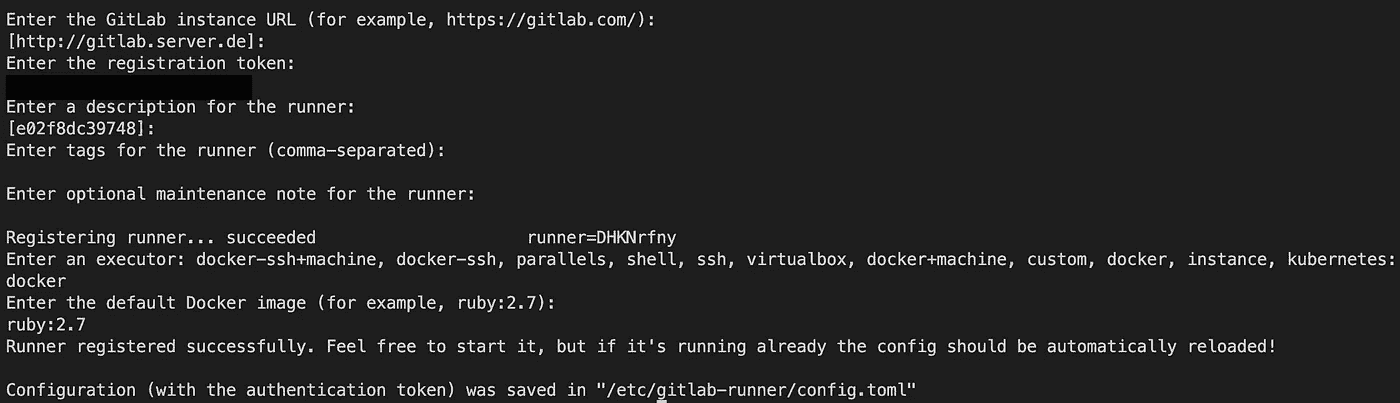 Enter the GitLab instance URL (for example, https://gitlab.com/):
[http://gitlab.server.de]:
Enter the registration token:
Enter a description for the runner:
[e02f8dc39748]:
Enter tags for the runner (comma-separated):
Enter optional maintenance note for the runner:
Registering runner... succeeded                     runner=DHKNrfny
Enter an executor: docker-ssh+machine, docker-ssh, parallels, shell, ssh, virtualbox, docker+machine, custom, docker, instance, kubernetes:
docker
Enter the default Docker image (for example, ruby:2.7):
ruby:2.7
Runner registered successfully. Feel free to start it, but if it's running already the config should be automatically reloaded!
Configuration (with the authentication token) was saved in "/etc/gitlab-runner/config.toml"